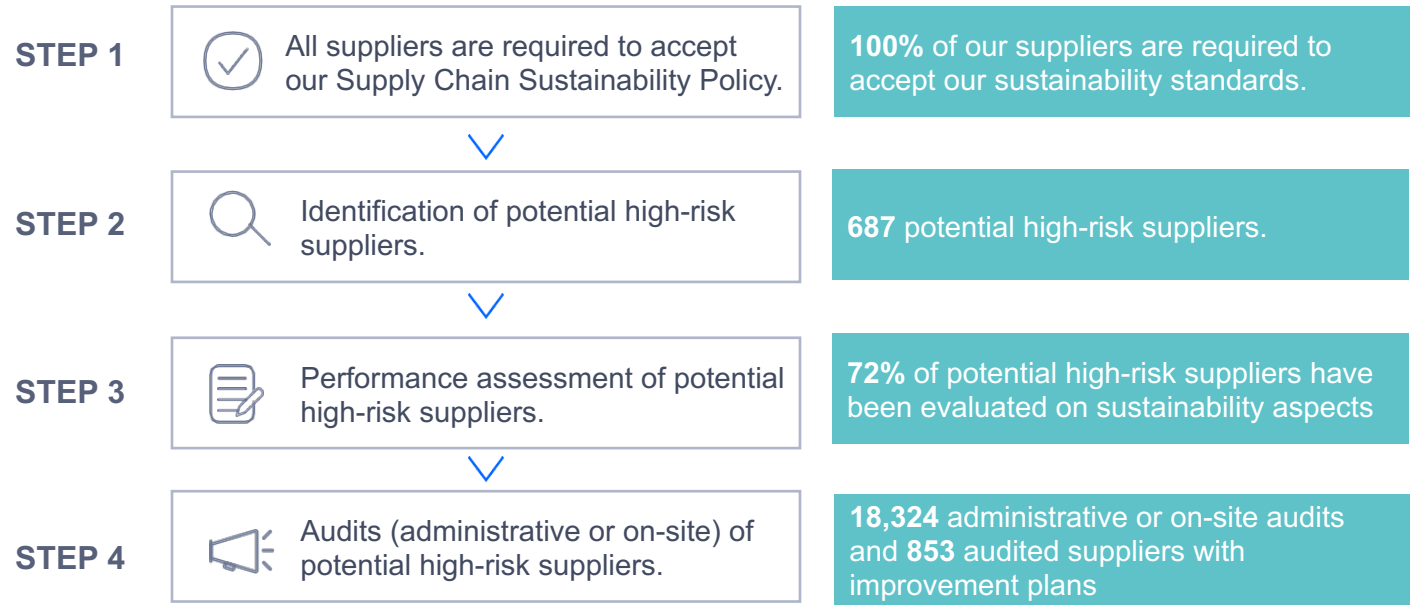 STEP 1
All suppliers are required to accept
our Supply Chain Sustainability Policy.
100% of our suppliers are required to
accept our sustainability standards.
STEP 2
Identification of potential high-risk
suppliers.
687 potential high-risk suppliers.
STEP 3
Performance assessment of potential
high-risk suppliers.
72% of potential high-risk suppliers have
been evaluated on sustainability aspects
STEP 4
Audits (administrative or on-site) of
potential high-risk suppliers.
18,324 administrative or on-site audits
and 853 audited suppliers with
improvement plans